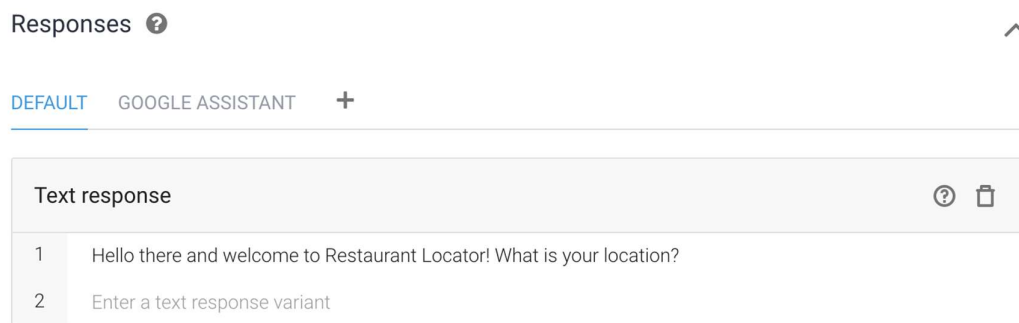 Responses
DEFAULT GOOGLE ASSISTANT +
Text response
1 Hello there and welcome to Restaurant Locator! What is your location?
2 Enter a text response variant